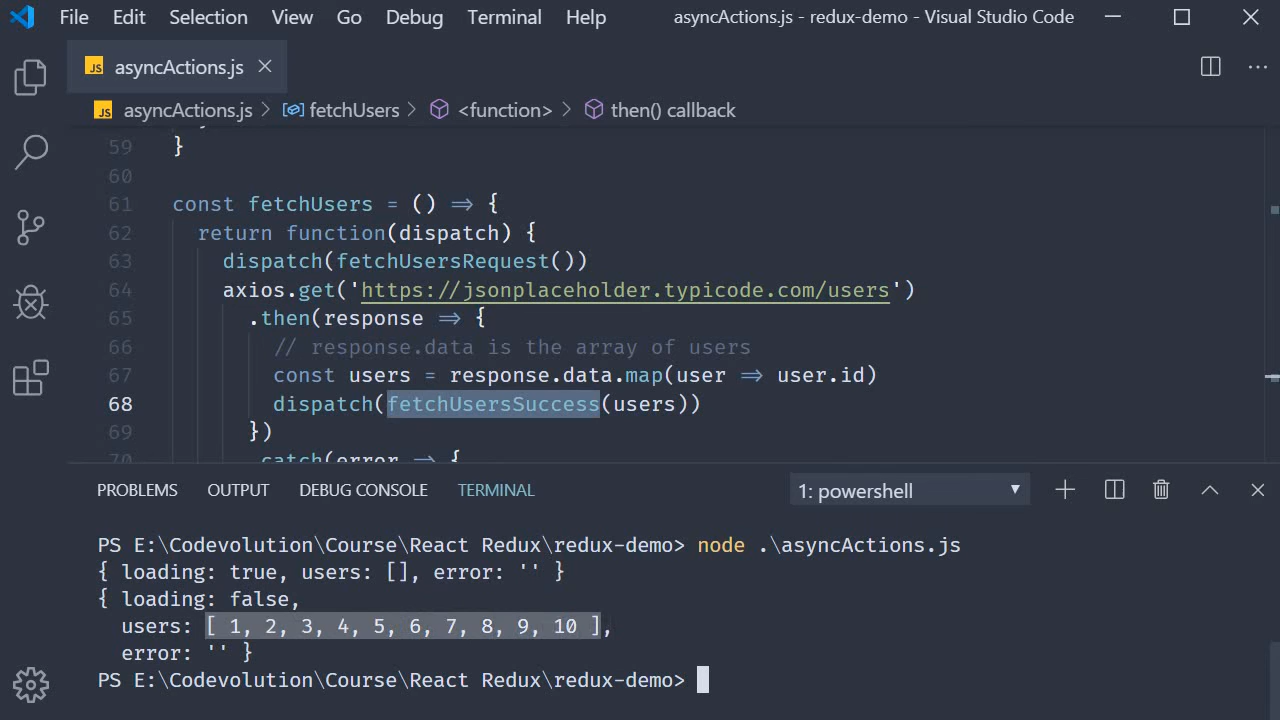 File Edit Selection View Go Debug Terminal Help asyncActions.js - redux-demo - Visual Studio Code
JS asyncActions.js
JS asyncActions.js > fetchUsers > <function> > then() callback
59 }
60
61 const fetchUsers = () => {
62 return function(dispatch) {
63 dispatch(fetchUsersRequest())
64 axios.get('https://jsonplaceholder.typicode.com/users')
65 .then(response => {
66 // response.data is the array of users
67 const users = response.data.map(user => user.id)
68 dispatch(fetchUsersSuccess(users))
69 })
70 .catch(error => {
PROBLEMS OUTPUT DEBUG CONSOLE TERMINAL 1: powershell
PS E:\Codevolution\Course\React Redux\redux-demo> node .\asyncActions.js
{ loading: true, users: [], error: '' }
{ loading: false,
users: [ 1, 2, 3, 4, 5, 6, 7, 8, 9, 10 ],
error: '' }
PS E:\Codevolution\Course\React Redux\redux-demo>